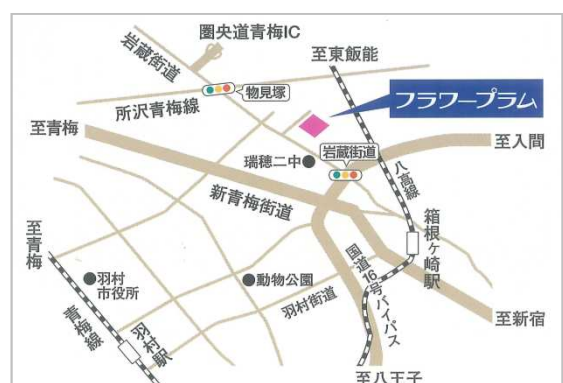 圏央道青梅IC
岩蔵街道
至東飯能
物見塚
所沢青梅線
フラワープラム
至青梅
岩蔵街道
至入間
瑞穂二中
八高線
新青梅街道
箱根ヶ崎駅
至青梅
国道16号バイパス
羽村
市役所
動物公園
羽村街道
青梅線
羽村駅
至新宿
至八王子